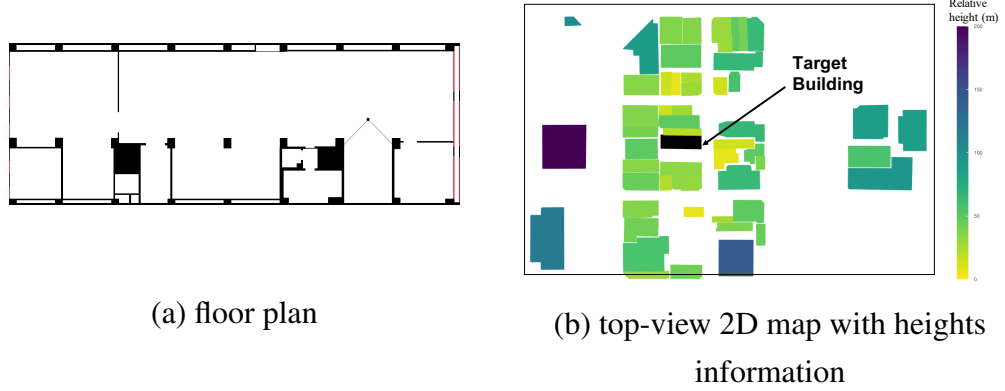 Relative
height (m)
200
150
100
50
0
Target
Building
(a) floor plan
(b) top-view 2D map with heights
information